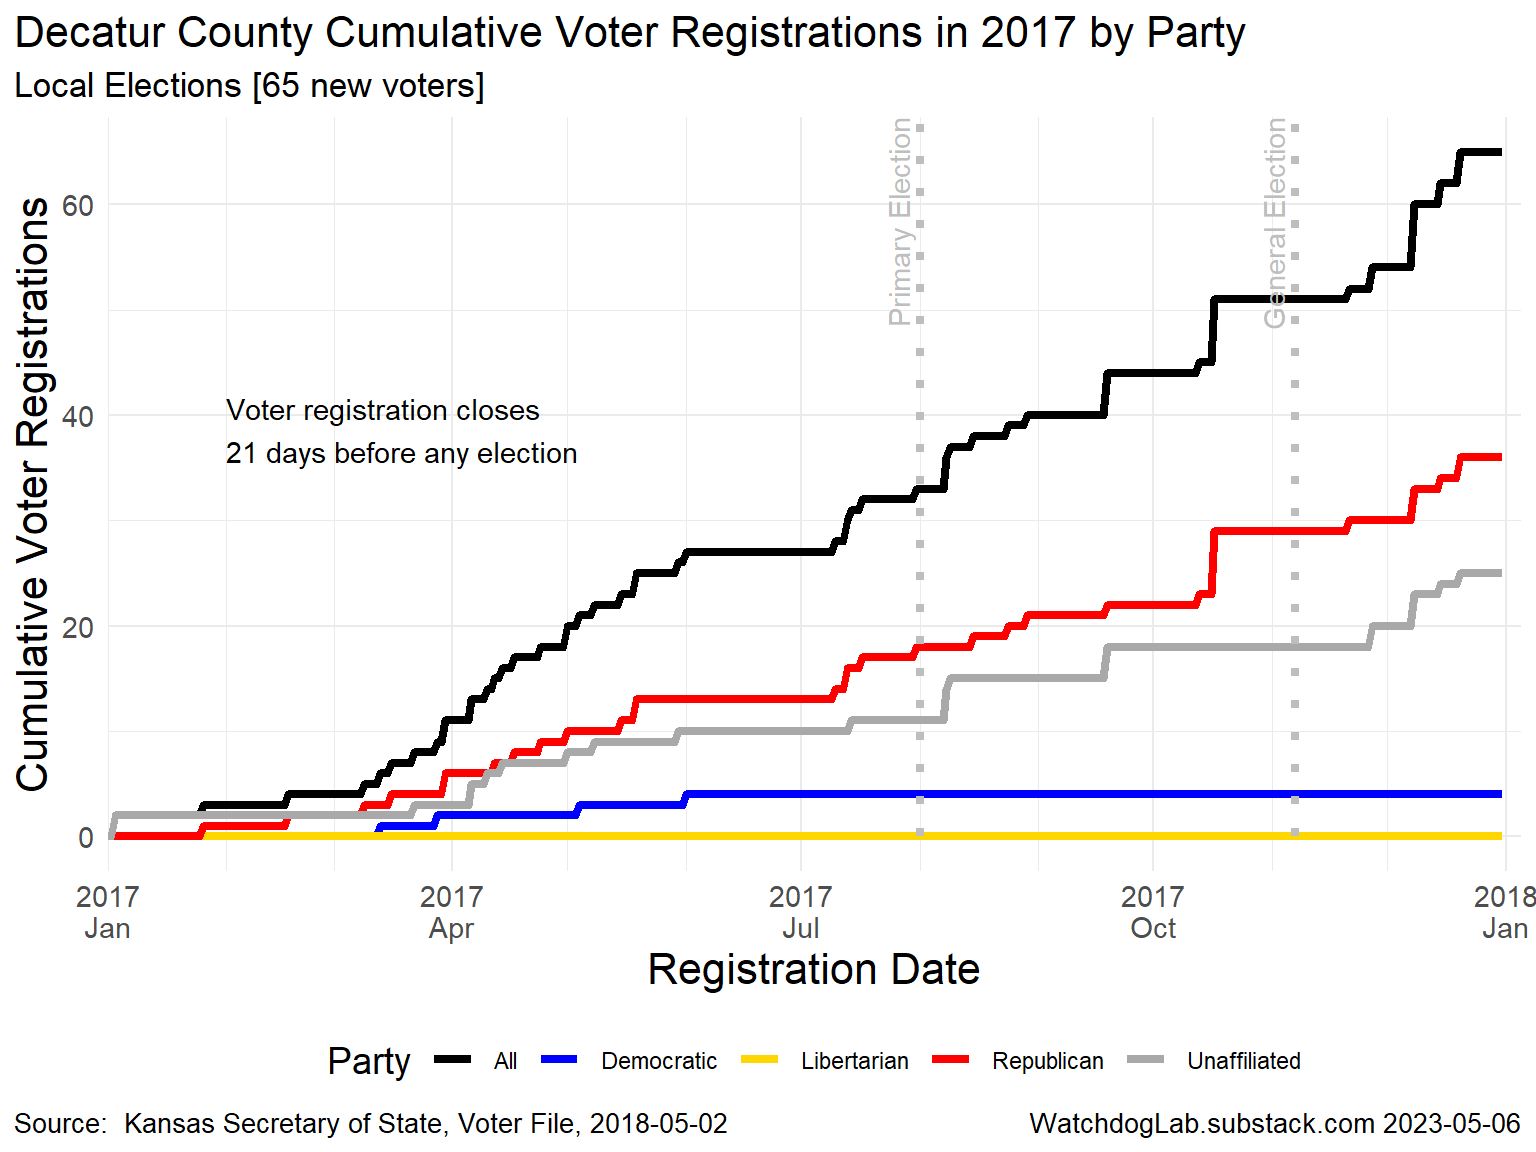 Decatur County Cumulative Voter Registrations in 2017 by Party
Local Elections [65 new voters]
Cumulative Voter Registrations
60
40
20
0
Primary Election
General Election
Voter registration closes
21 days before any election
2017 2017 2017 2017 2018
Jan Apr Jul Oct Jan
Registration Date
Party All Democratic Libertarian Republican Unaffiliated
Source:  Kansas Secretary of State, Voter File, 2018-05-02
WatchdogLab.substack.com 2023-05-06